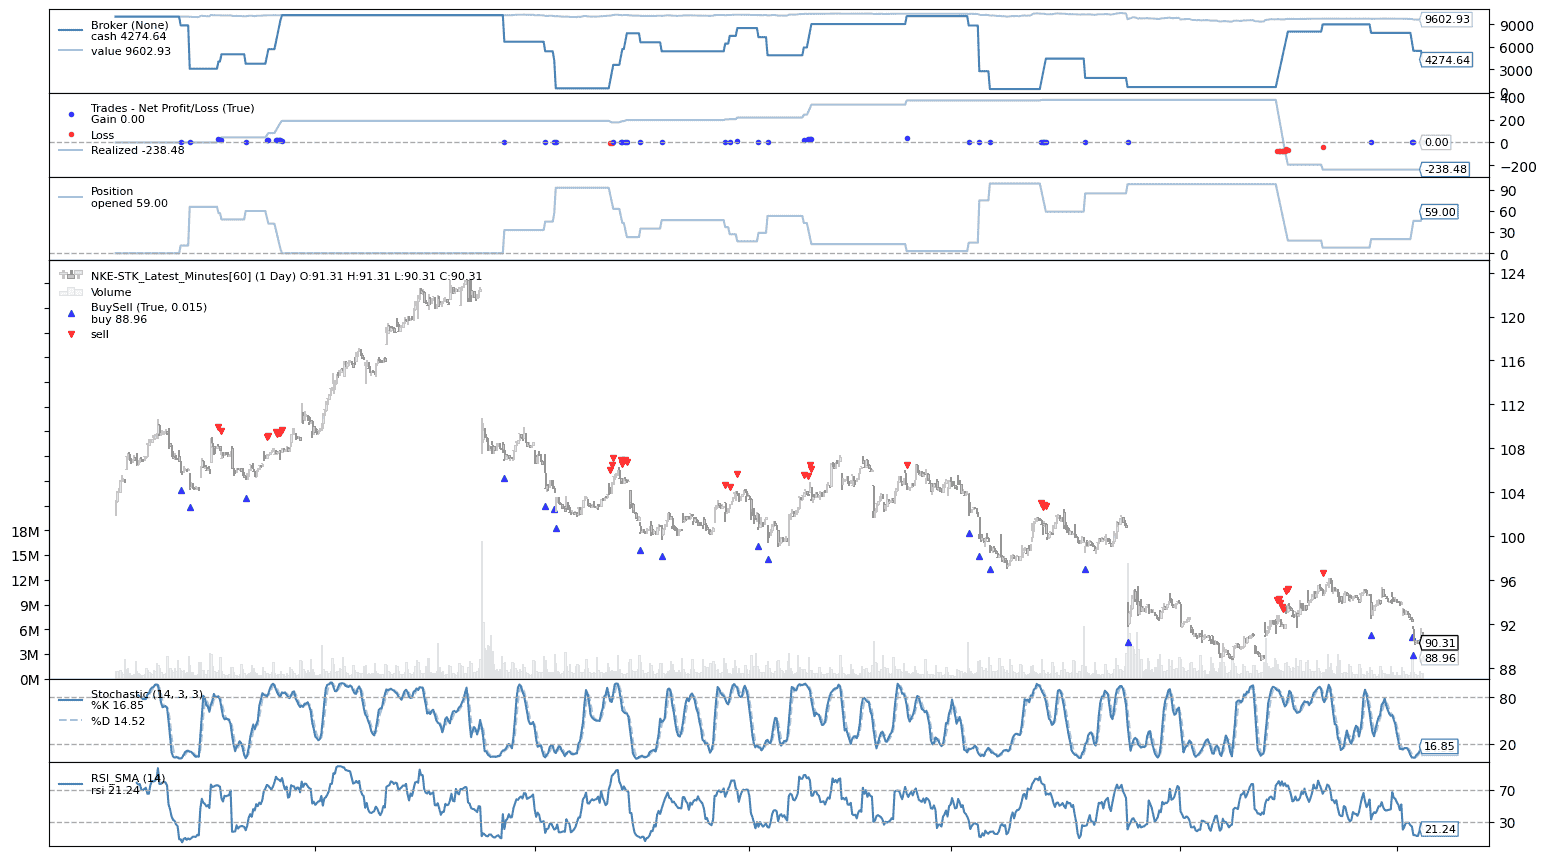 Broker (None)
cash 4274.64
value 9602.93
9602.93
9000
6000
4274.64
3000
0
Trades - Net Profit/Loss (True)
Gain 0.00
Loss
Realized -238.48
400
200
0.00
0
−200
-238.48
Position
opened 59.00
90
59.00
60
30
0
NKE-STK_Latest_Minutes[60] (1 Day) O:91.31 H:91.31 L:90.31 C:90.31
Volume
BuySell (True, 0.015)
buy 88.96
sell
124
120
116
112
108
104
100
96
92
90.31
88.96
88
18M
15M
12M
9M
6M
3M
0M
Stochastic (14, 3, 3)
%K 16.85
%D 14.52
80
20
16.85
RSI_SMA (14)
rsi 21.24
70
30
21.24